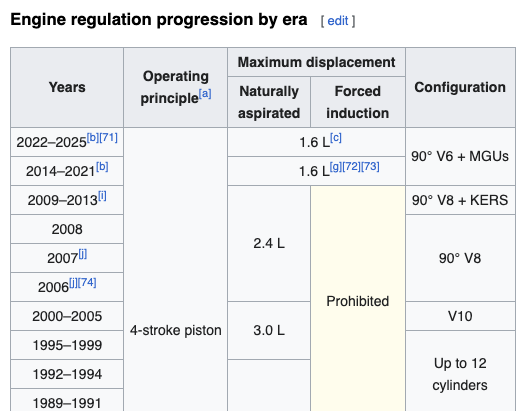 Engine regulation progression by era [ edit ]
Years
Operating principle[a]
Maximum displacement
Configuration
Naturally aspirated
Forced induction
2022–2025[b][71]
4-stroke piston
1.6 L[c]
90° V6 + MGUs
2014–2021[b]
1.6 L[g][72][73]
2009–2013[i]
2.4 L
Prohibited
90° V8 + KERS
2008
90° V8
2007[j]
2006[j][74]
2000–2005
3.0 L
V10
1995–1999
Up to 12 cylinders
1992–1994
1989–1991